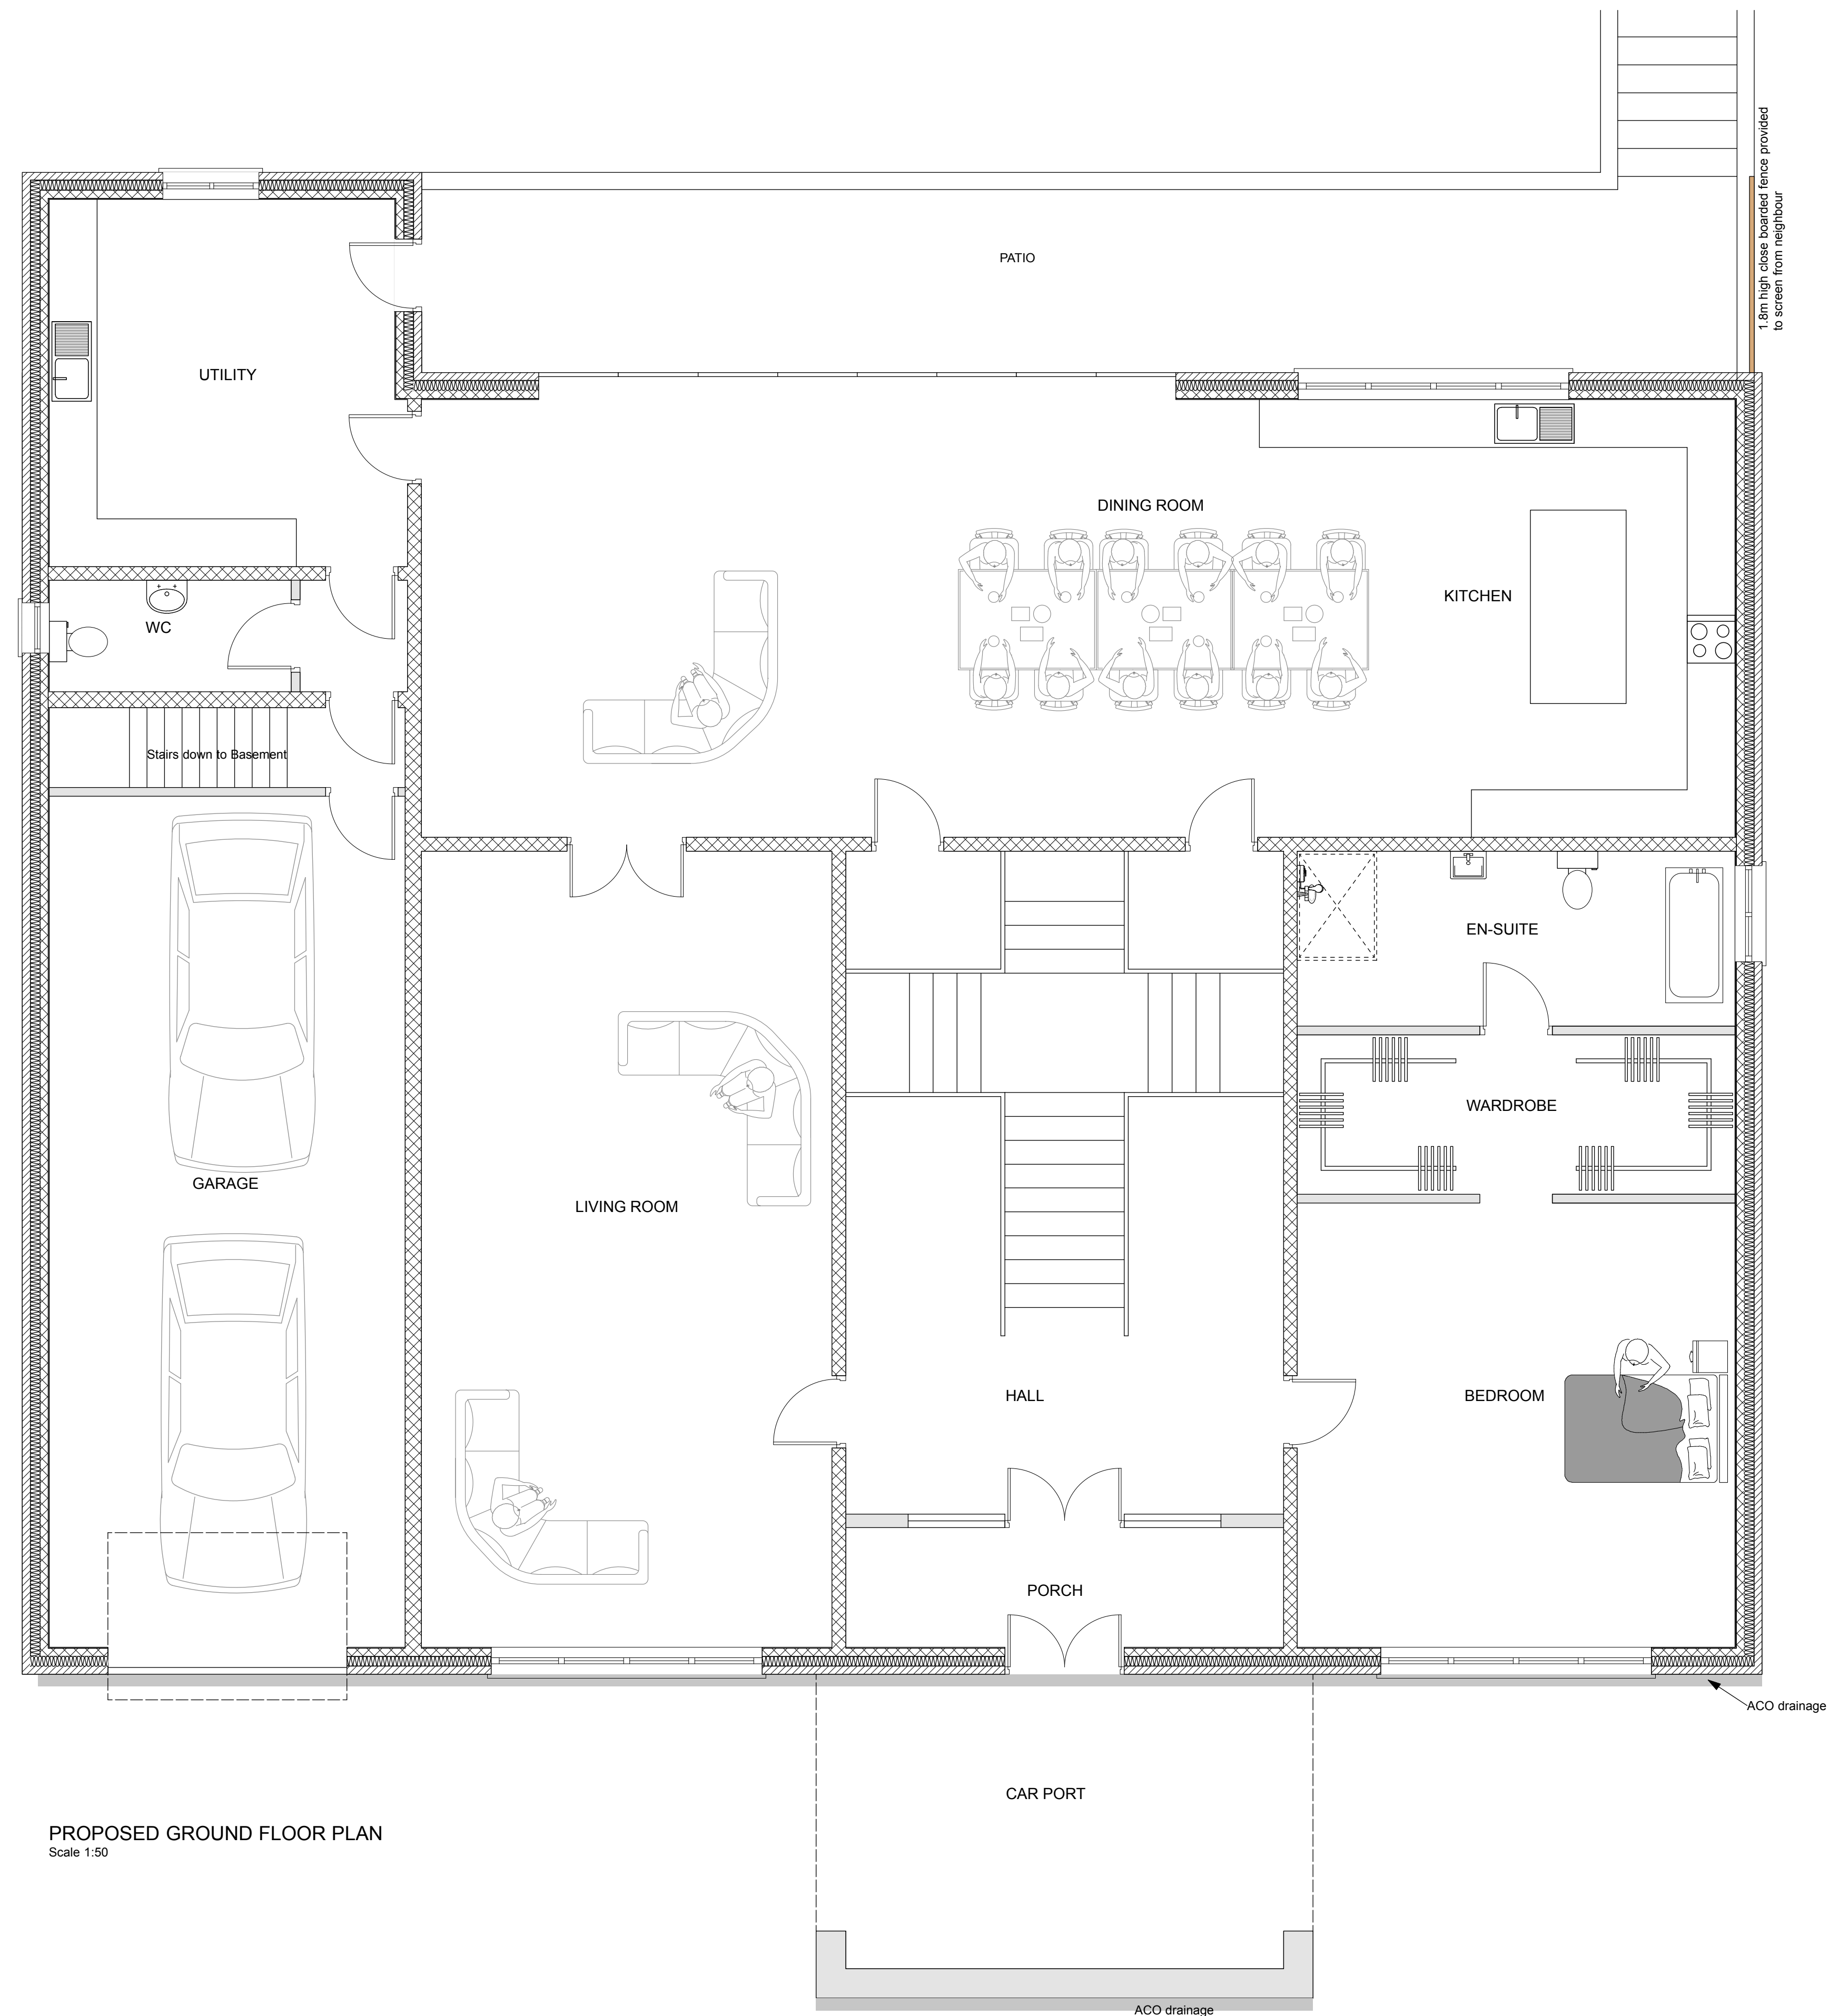 1.8m high close boarded fence provided
to screen from neighbour
PATIO
UTILITY
DINING ROOM
KITCHEN
WC
Stairs down to Basement
EN-SUITE
WARDROBE
GARAGE
LIVING ROOM
HALL
BEDROOM
PORCH
ACO drainage
CAR PORT
PROPOSED GROUND FLOOR PLAN
Scale 1:50
ACO drainage